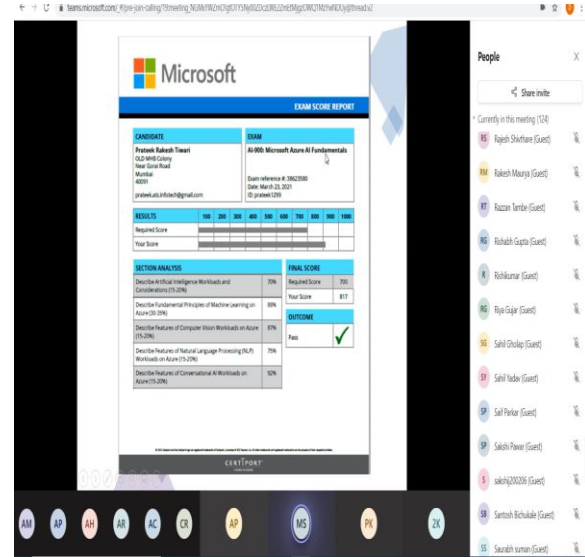 teams.microsoft.com/_#/pre-join-calling/19:meeting_
Microsoft
EXAM SCORE REPORT
CANDIDATE
Prateek Rakesh Tiwari
OLD MHB Colony
Near Gorai Road
Mumbai
40091
prateek.uts.infotech@gmail.com
EXAM
AI-900: Microsoft Azure AI Fundamentals
Exam reference #: 38623580
Date: March 23, 2021
ID: prateek1299
RESULTS 100 200 300 400 500 600 700 800 900 1000
Required Score
Your Score
SECTION ANALYSIS
Describe Artificial Intelligence Workloads and
Considerations (15-20%)
70%
Describe Fundamental Principles of Machine Learning on
Azure (30-35%)
Describe Features of Computer Vision Workloads on Azure
(15-20%)
87%
Describe Features of Natural Language Processing (NLP)
Workloads on Azure (15-20%)
75%
Describe Features of Conversational AI Workloads on
Azure (15-20%)
92%
FINAL SCORE
Required Score 700
Your Score 817
OUTCOME
Pass
CERTIPORT
People
Share invite
Currently in this meeting (124)
RS Rajesh Shivthare (Guest)
RM Rakesh Maurya (Guest)
RT Razzan Tambe (Guest)
RG Rishabh Gupta (Guest)
R Rishikumar (Guest)
RG Riya Gujar (Guest)
SG Sahil Gholap (Guest)
SY Sahil Yadav (Guest)
SP Saif Parkar (Guest)
SP Sakshi Pawar (Guest)
S sakshij200206 (Guest)
SB Santosh Bichukale (Guest)
SS Saurabh suman (Guest)
AM AP AH AR AC CR AP MS PK 2K